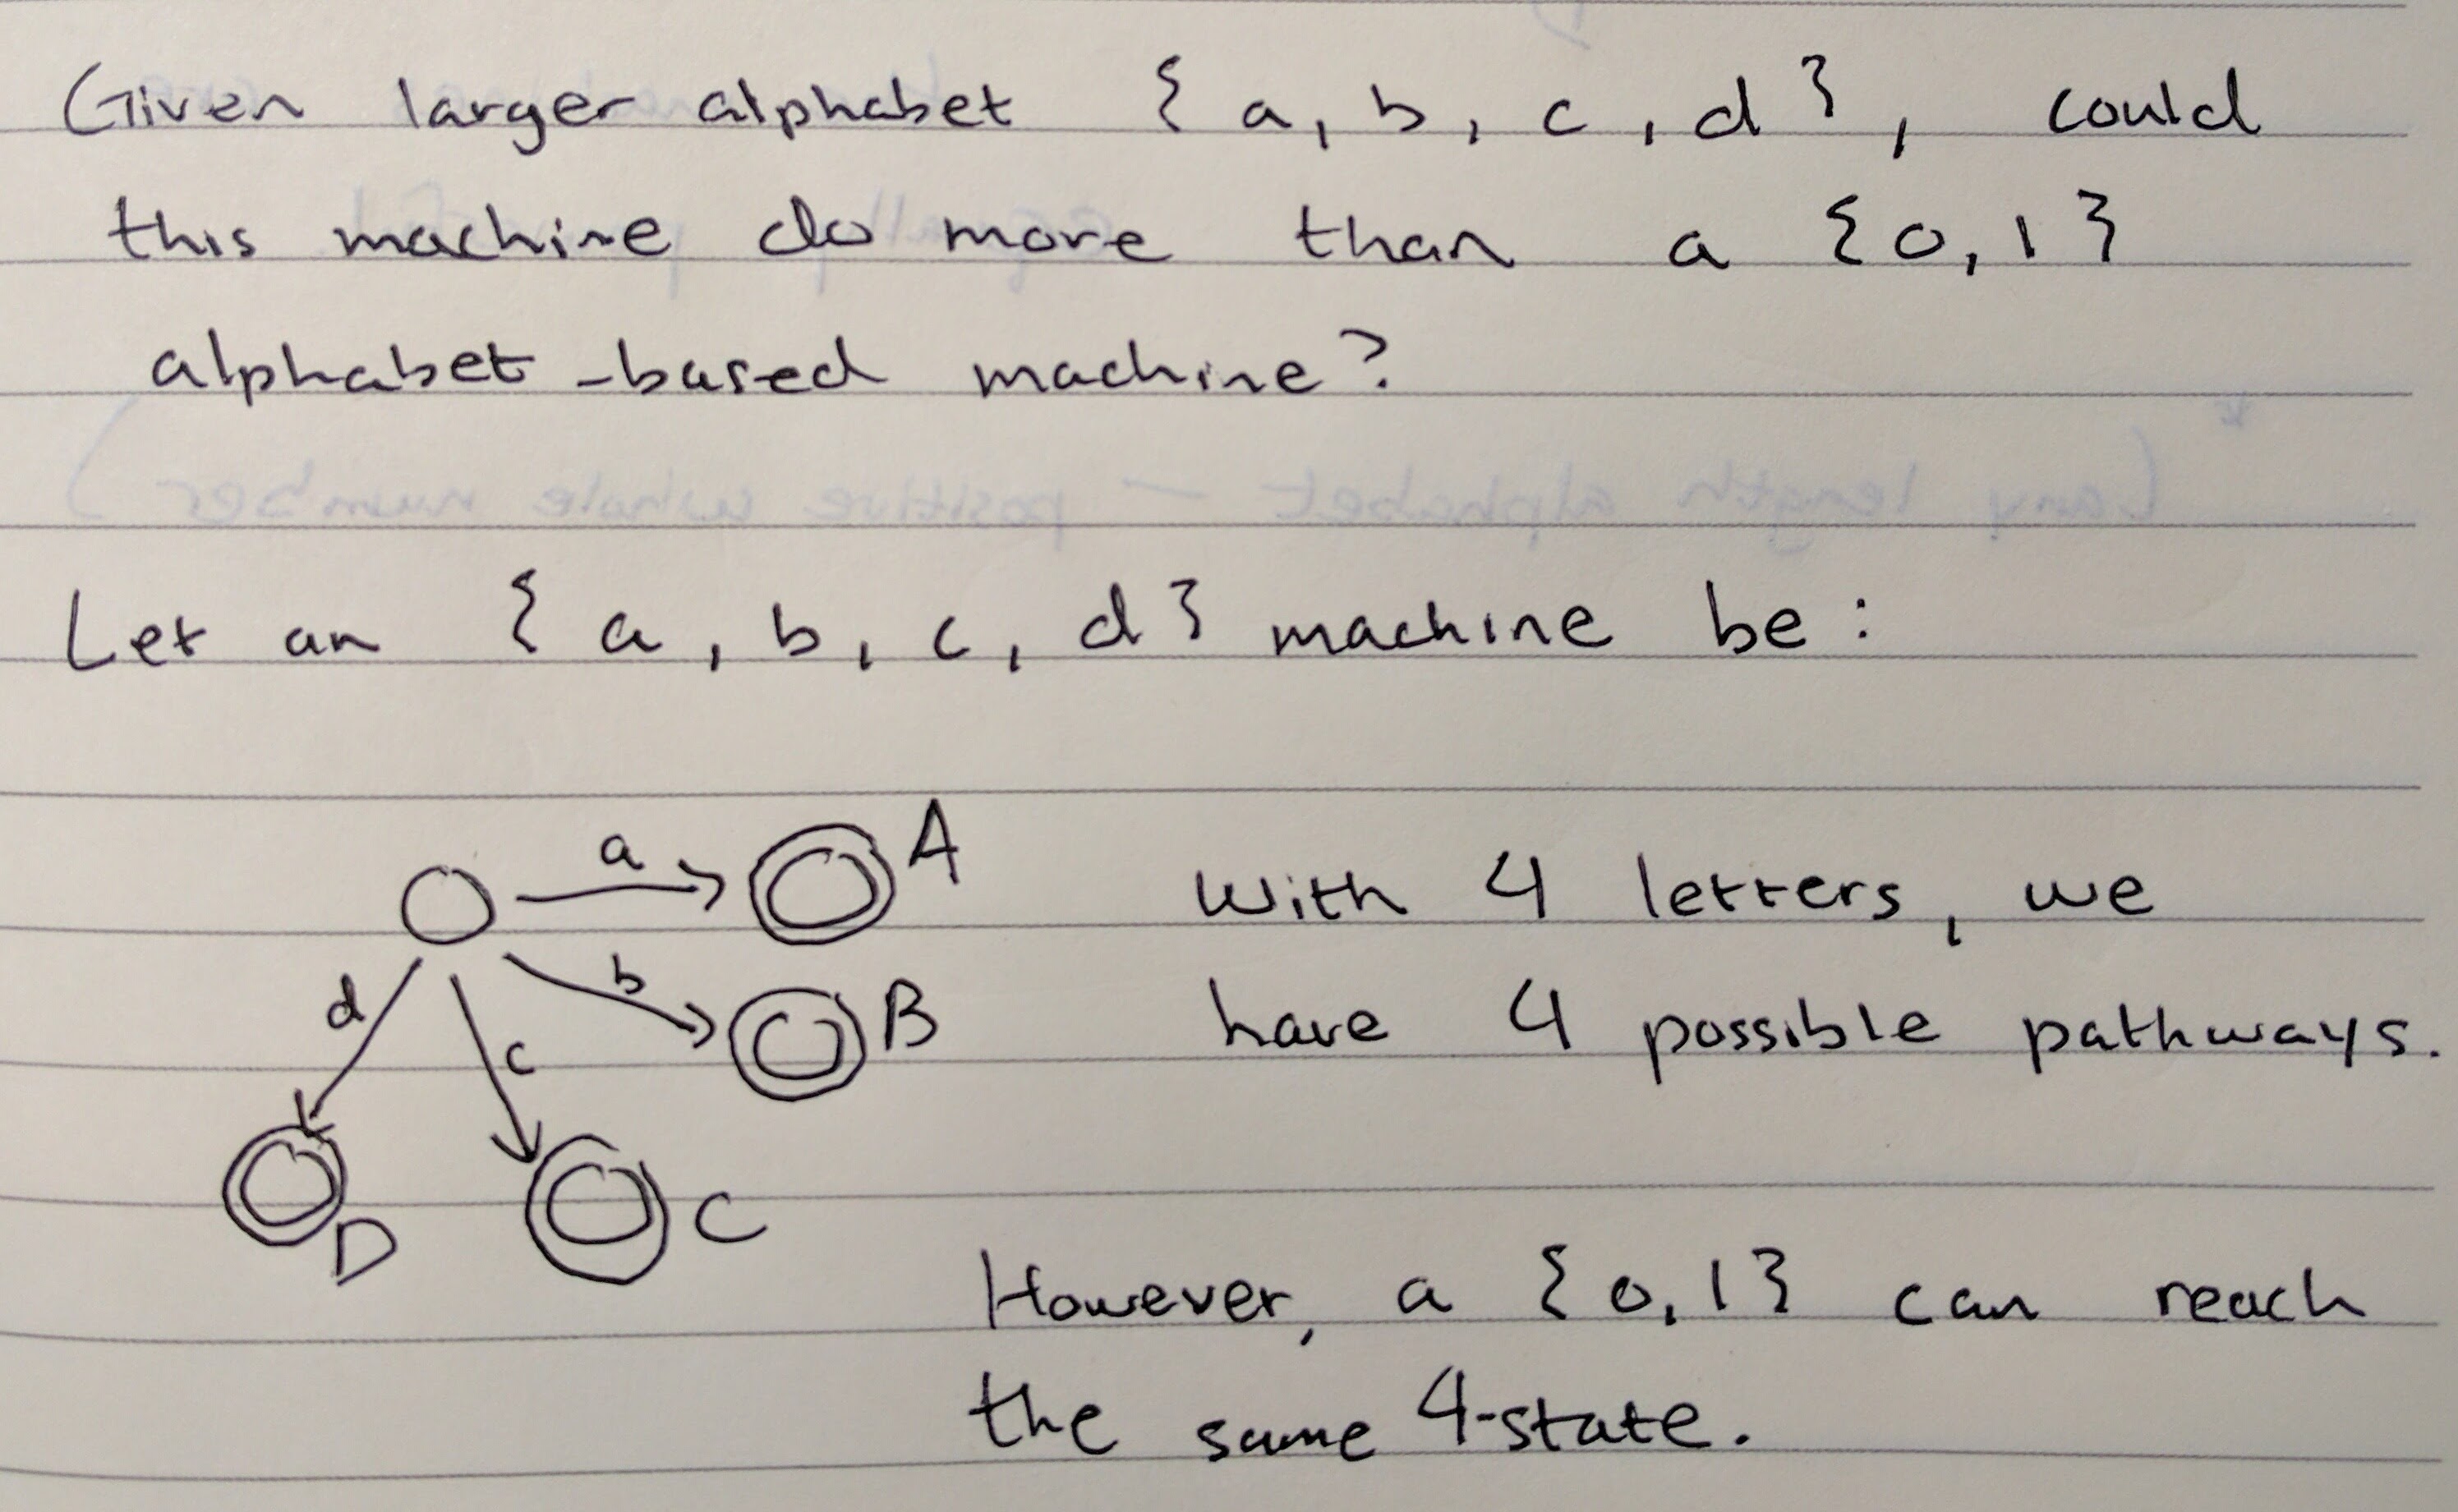 Given larger alphabet { a, b, c, d }, could
this machine do more than a {0,1}
alphabet-based machine?
Let an { a, b, c, d } machine be:
a A
With 4 letters, we
d b B
have 4 possible pathways.
c
D C
However, a {0,1} can reach
the same 4-state.